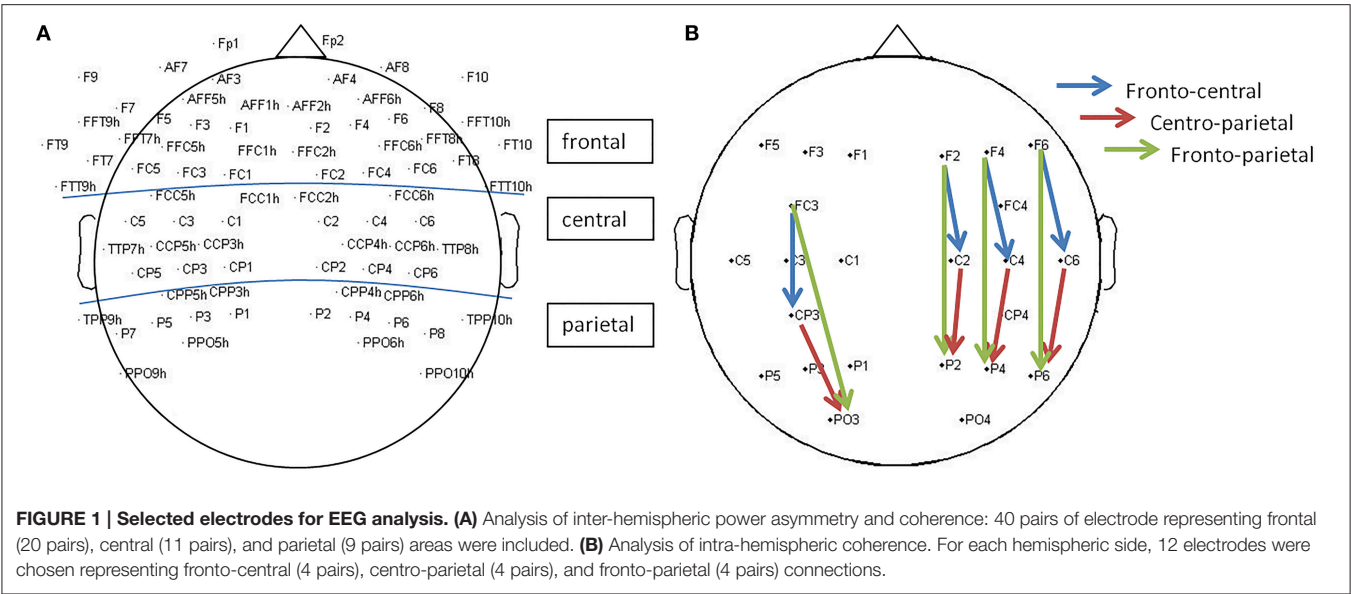 A
Fp1 Fp2
F9 AF7 AF3 AF4 AF8 F10
AFF5h AFF1h AFF2h AFF6h
F7 F8
FFT9h F5 F3 F1 F2 F4 F6 FFT10h
FT9 FFT7h FFC5h FFC1h FFC2h FFC6h FFT8h FT10
FT7 FC5 FC3 FC1 FC2 FC4 FC6 FT8
FTT9h FCC5h FCC1h FCC2h FCC6h FTT10h
C5 C3 C1 C2 C4 C6
TTP7h CCP5h CCP3h CCP4h CCP6h TTP8h
CP5 CP3 CP1 CP2 CP4 CP6
CPP5h CPP3h CPP4h CPP6h
TPP9h P5 P3 P1 P2 P4 P6 TPP10h
P7 P8
PPO5h PPO6h
PPO9h PPO10h
frontal
central
parietal
B
Fronto-central
Centro-parietal
Fronto-parietal
F5 F3 F1 F2 F4 F6
FC3 FC4
C5 C3 C1 C2 C4 C6
CP3 CP4
P5 P3 P1 P2 P4 P6
PO3 PO4
FIGURE 1 | Selected electrodes for EEG analysis. (A) Analysis of inter-hemispheric power asymmetry and coherence: 40 pairs of electrode representing frontal
(20 pairs), central (11 pairs), and parietal (9 pairs) areas were included. (B) Analysis of intra-hemispheric coherence. For each hemispheric side, 12 electrodes were
chosen representing fronto-central (4 pairs), centro-parietal (4 pairs), and fronto-parietal (4 pairs) connections.